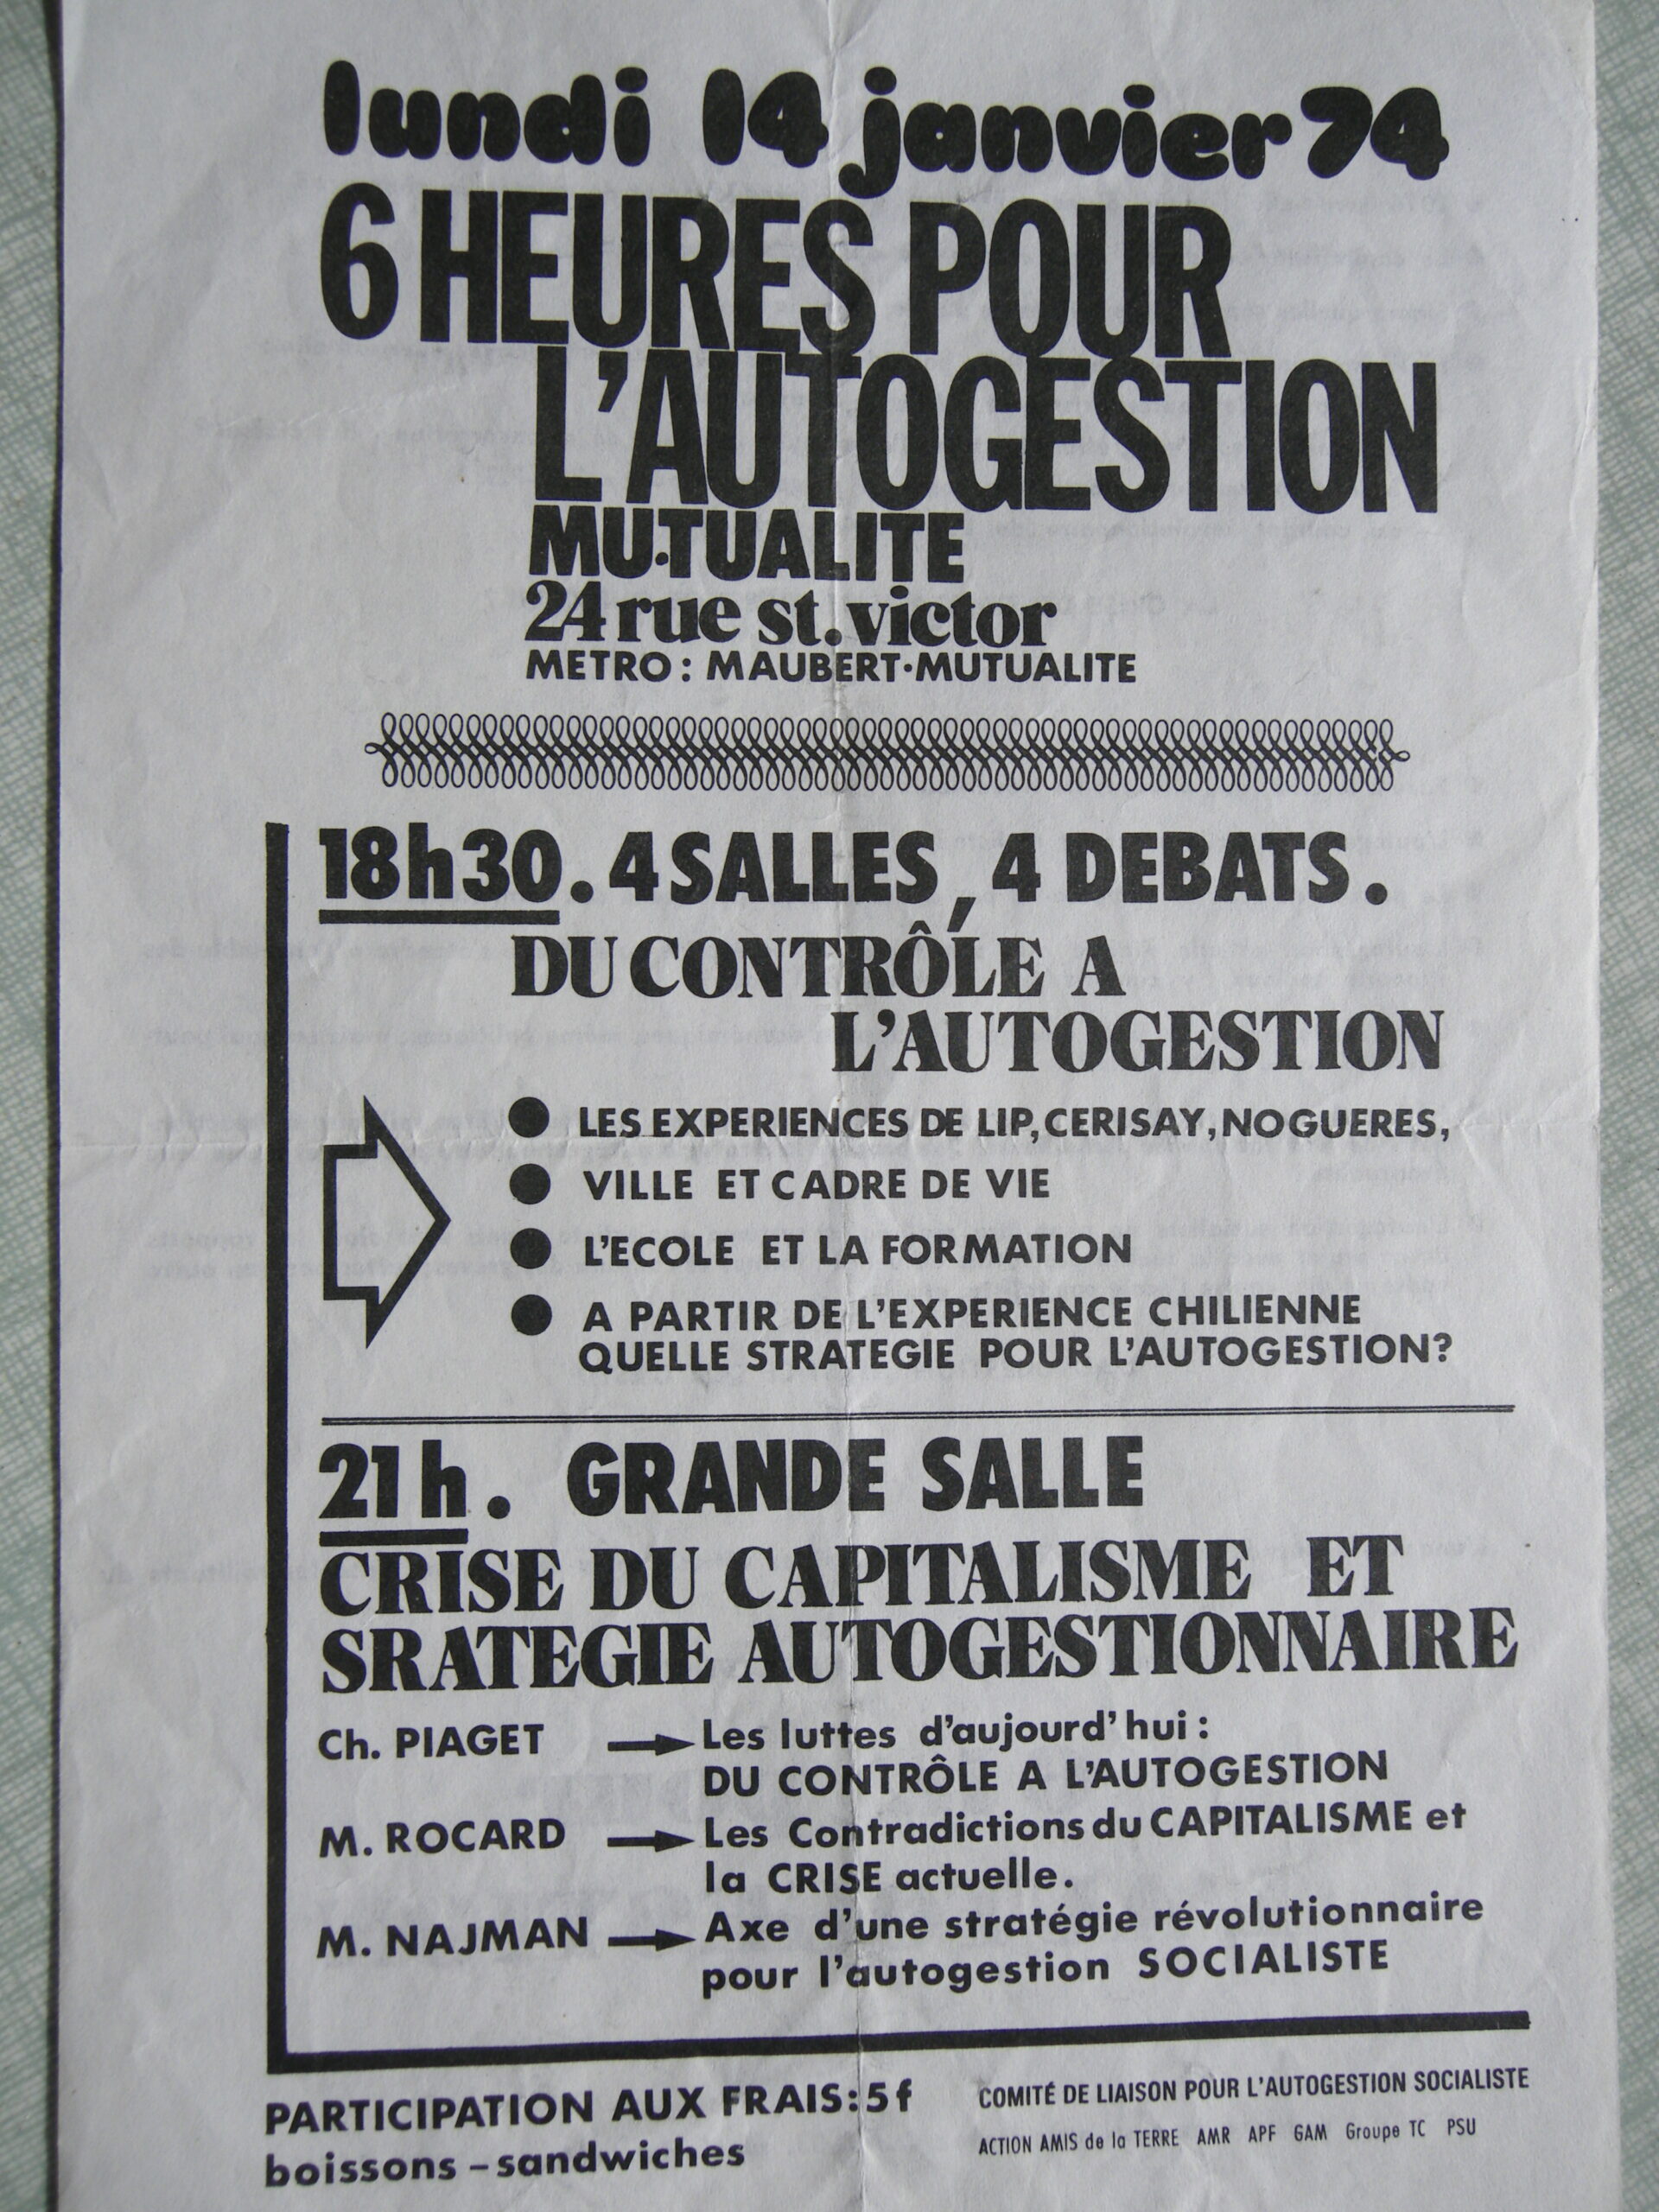 lundi 14 janvier 74
6 HEURES POUR
L'AUTOGESTION
MUTUALITE
24 rue st. victor
METRO: MAUBERT·MUTUALITE
18h30. 4 SALLES, 4 DEBATS.
DU CONTRÔLE A
L'AUTOGESTION
● LES EXPERIENCES DE LIP, CERISAY, NOGUERES,
● VILLE ET CADRE DE VIE
● L'ECOLE ET LA FORMATION
● A PARTIR DE L'EXPERIENCE CHILIENNE
QUELLE STRATEGIE POUR L'AUTOGESTION?
21h. GRANDE SALLE
CRISE DU CAPITALISME ET
SRATEGIE AUTOGESTIONNAIRE
Ch. PIAGET → Les luttes d'aujourd'hui :
DU CONTRÔLE A L'AUTOGESTION
M. ROCARD → Les Contradictions du CAPITALISME et
la CRISE actuelle.
M. NAJMAN → Axe d'une stratégie révolutionnaire
pour l'autogestion SOCIALISTE
PARTICIPATION AUX FRAIS: 5f
boissons – sandwiches
COMITÉ DE LIAISON POUR L'AUTOGESTION SOCIALISTE
ACTION AMIS de la TERRE AMR APF GAM Groupe TC PSU